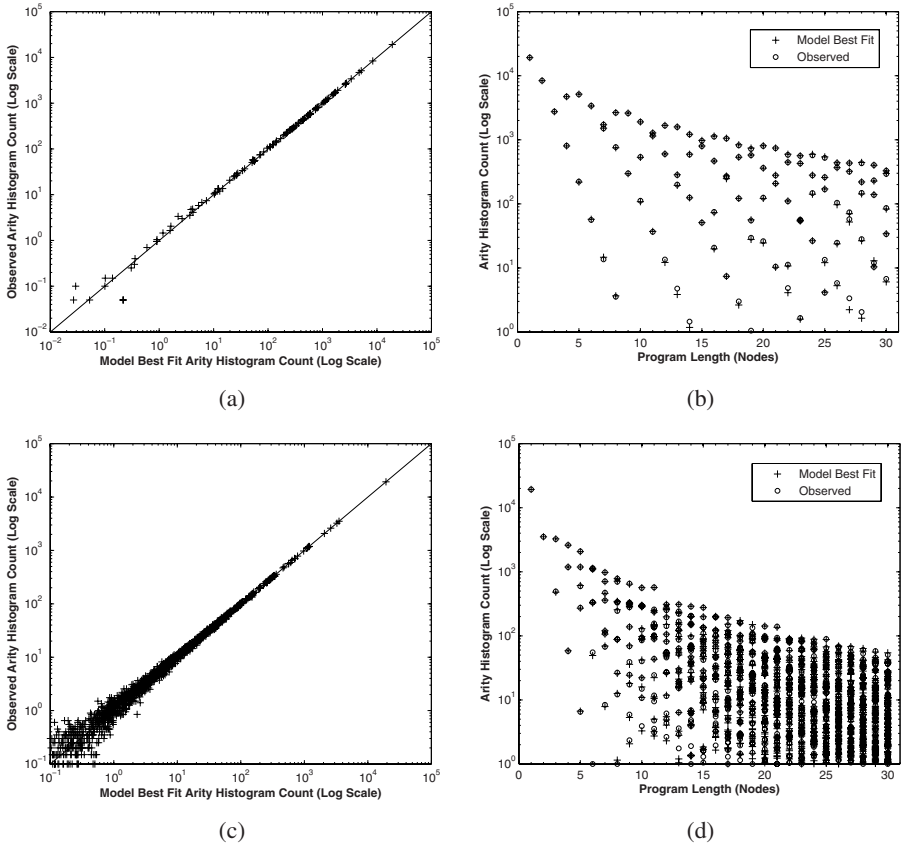 10^5
10^4
10^3
10^2
10^1
10^0
10^−1
10^−2
Observed Arity Histogram Count (Log Scale)
10^−2 10^−1 10^0 10^1 10^2 10^3 10^4 10^5
Model Best Fit Arity Histogram Count (Log Scale)
(a)
10^5
10^4
10^3
10^2
10^1
10^0
Arity Histogram Count (Log Scale)
Model Best Fit
Observed
0 5 10 15 20 25 30
Program Length (Nodes)
(b)
10^5
10^4
10^3
10^2
10^1
10^0
10^−1
Observed Arity Histogram Count (Log Scale)
10^−1 10^0 10^1 10^2 10^3 10^4 10^5
Model Best Fit Arity Histogram Count (Log Scale)
(c)
10^5
10^4
10^3
10^2
10^1
10^0
Arity Histogram Count (Log Scale)
Model Best Fit
Observed
0 5 10 15 20 25 30
Program Length (Nodes)
(d)